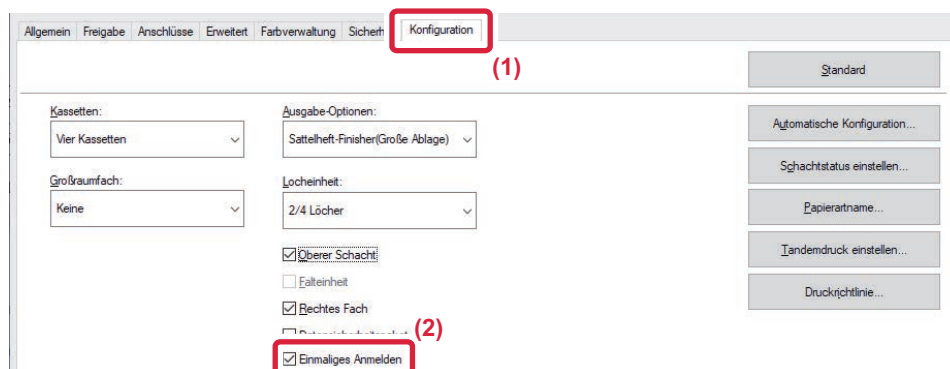 Allgemein Freigabe Anschlüsse Erweitert Farbverwaltung Sicherh Konfiguration
(1)
Standard
Kassetten:
Ausgabe-Optionen:
Automatische Konfiguration...
Vier Kassetten
Sattelheft-Finisher(Große Ablage)
Schachtstatus einstellen...
Großraumfach:
Locheinheit:
Keine
2/4 Löcher
Papierartname...
Tandemdruck einstellen...
Oberer Schacht
Falteinheit
Druckrichtlinie...
Rechtes Fach
(2)
Einmaliges Anmelden